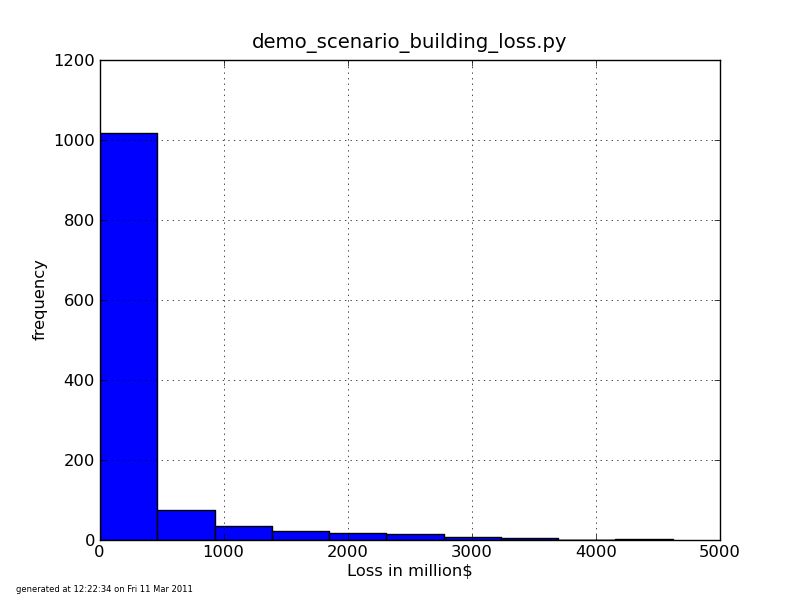 demo_scenario_building_loss.py
1200
1000
800
600
400
200
0
frequency
0 1000 2000 3000 4000 5000
Loss in million$
generated at 12:22:34 on Fri 11 Mar 2011